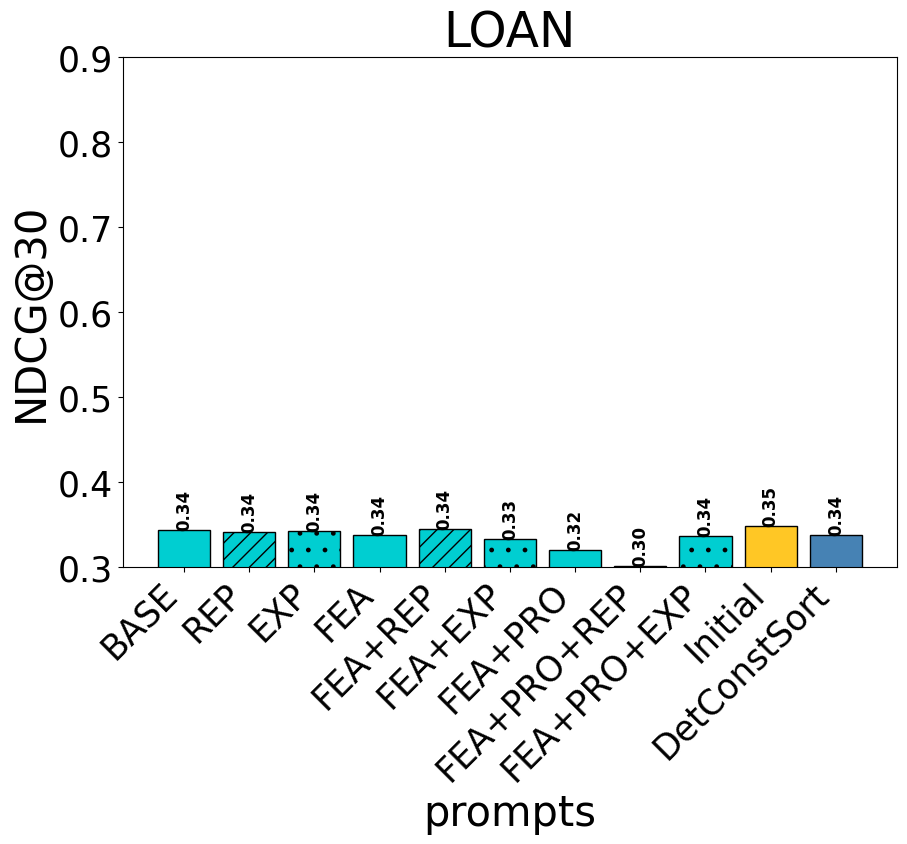 LOAN
NDCG@30
0.9
0.8
0.7
0.6
0.5
0.4
0.3
0.34
0.34
0.34
0.34
0.34
0.33
0.32
0.30
0.34
0.35
0.34
BASE
REP
EXP
FEA
FEA+REP
FEA+EXP
FEA+PRO
FEA+PRO+REP
FEA+PRO+EXP
Initial
DetConstSort
prompts